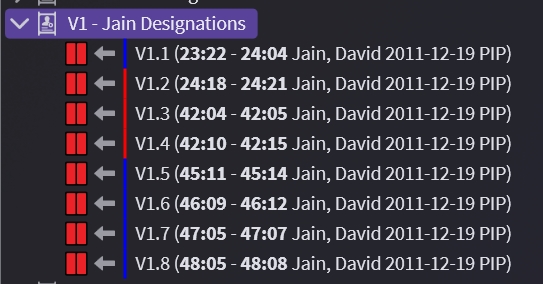 V1 - Jain Designations
V1.1 (23:22 - 24:04 Jain, David 2011-12-19 PIP)
V1.2 (24:18 - 24:21 Jain, David 2011-12-19 PIP)
V1.3 (42:04 - 42:05 Jain, David 2011-12-19 PIP)
V1.4 (42:10 - 42:15 Jain, David 2011-12-19 PIP)
V1.5 (45:11 - 45:14 Jain, David 2011-12-19 PIP)
V1.6 (46:09 - 46:12 Jain, David 2011-12-19 PIP)
V1.7 (47:05 - 47:07 Jain, David 2011-12-19 PIP)
V1.8 (48:05 - 48:08 Jain, David 2011-12-19 PIP)